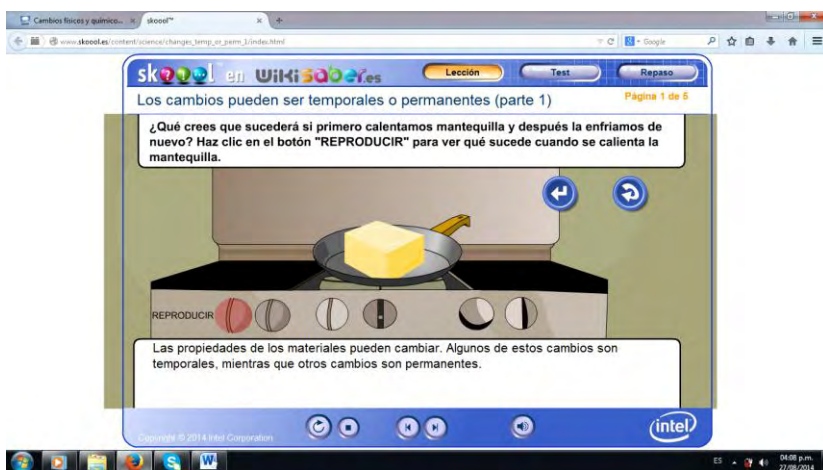 Cambios físicos y químico...
skoool™
www.skoool.es/content/science/changes_temp_or_perm_1/index.html
Google
skoool en WiKiSaber.es
Lección
Test
Repaso
Los cambios pueden ser temporales o permanentes (parte 1)
Página 1 de 5
¿Qué crees que sucederá si primero calentamos mantequilla y después la enfriamos de
nuevo? Haz clic en el botón "REPRODUCIR" para ver qué sucede cuando se calienta la
mantequilla.
REPRODUCIR
Las propiedades de los materiales pueden cambiar. Algunos de estos cambios son
temporales, mientras que otros cambios son permanentes.
Copyright © 2014 Intel Corporation
intel
ES
04:08 p.m.
27/08/2014